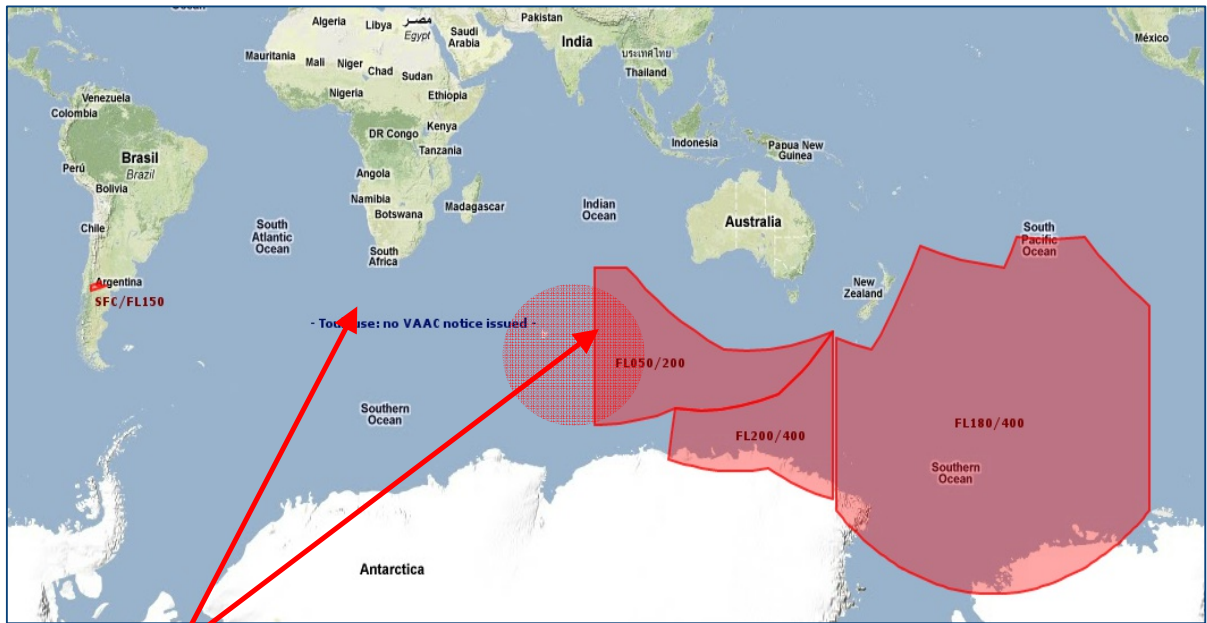 Ocean
Algeria
Libya
مصر
Egypt
Saudi
Arabia
Pakistan
India
ประเทศไทย
Thailand
México
Mauritania
Mali
Niger
Chad
Sudan
Nigeria
Ethiopia
Venezuela
Colombia
DR Congo
Kenya
Tanzania
Indonesia
Papua New
Guinea
Brasil
Brazil
Perú
Bolivia
Angola
Namibia
Botswana
Madagascar
Indian
Ocean
Australia
Chile
South
Atlantic
Ocean
South
Africa
South
Pacific
Ocean
Argentina
SFC/FL150
New
Zealand
- Toulouse: no VAAC notice issued -
FL050/200
Southern
Ocean
FL200/400
FL180/400
Southern
Ocean
Antarctica